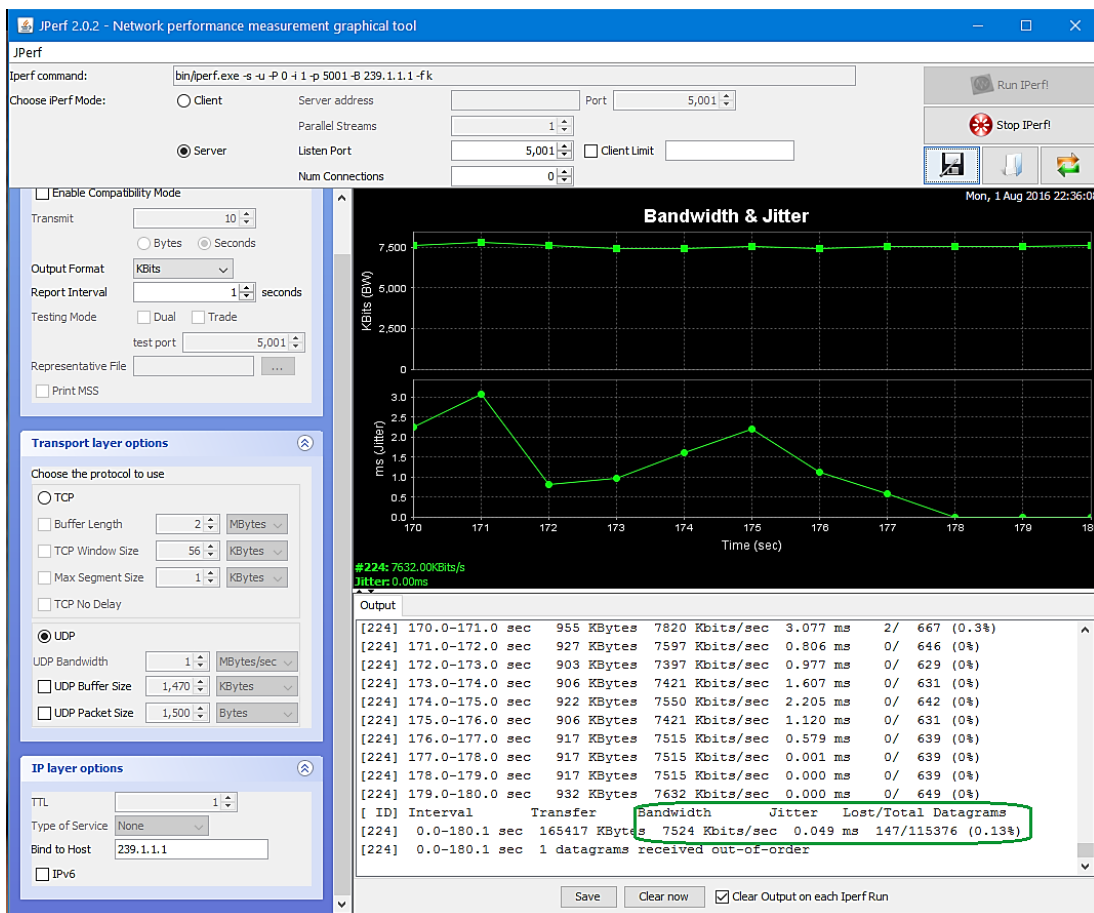 JPerf 2.0.2 - Network performance measurement graphical tool
JPerf
Iperf command: bin/iperf.exe -s -u -P 0 -i 1 -p 5001 -B 239.1.1.1 -f k
Run IPerf!
Choose iPerf Mode: Client Server address Port 5,001
Parallel Streams 1
Stop IPerf!
Server Listen Port 5,001 Client Limit
Num Connections 0
Enable Compatibility Mode
Transmit 10
Bytes Seconds
Output Format KBits
Report Interval 1 seconds
Testing Mode Dual Trade
test port 5,001
Representative File ...
Print MSS
Transport layer options
Choose the protocol to use
TCP
Buffer Length 2 MBytes
TCP Window Size 56 KBytes
Max Segment Size 1 KBytes
TCP No Delay
UDP
UDP Bandwidth 1 MBytes/sec
UDP Buffer Size 1,470 KBytes
UDP Packet Size 1,500 Bytes
IP layer options
TTL 1
Type of Service None
Bind to Host 239.1.1.1
IPv6
Mon, 1 Aug 2016 22:36:08
Bandwidth & Jitter
KBits (BW)
7,500
5,000
2,500
0
ms (Jitter)
3.0
2.5
2.0
1.5
1.0
0.5
0.0
170 171 172 173 174 175 176 177 178 179 18
Time (sec)
#224: 7632.00KBits/s
Jitter: 0.00ms
Output
[224] 170.0-171.0 sec 955 KBytes 7820 Kbits/sec 3.077 ms 2/ 667 (0.3%)
[224] 171.0-172.0 sec 927 KBytes 7597 Kbits/sec 0.806 ms 0/ 646 (0%)
[224] 172.0-173.0 sec 903 KBytes 7397 Kbits/sec 0.977 ms 0/ 629 (0%)
[224] 173.0-174.0 sec 906 KBytes 7421 Kbits/sec 1.607 ms 0/ 631 (0%)
[224] 174.0-175.0 sec 922 KBytes 7550 Kbits/sec 2.205 ms 0/ 642 (0%)
[224] 175.0-176.0 sec 906 KBytes 7421 Kbits/sec 1.120 ms 0/ 631 (0%)
[224] 176.0-177.0 sec 917 KBytes 7515 Kbits/sec 0.579 ms 0/ 639 (0%)
[224] 177.0-178.0 sec 917 KBytes 7515 Kbits/sec 0.001 ms 0/ 639 (0%)
[224] 178.0-179.0 sec 917 KBytes 7515 Kbits/sec 0.000 ms 0/ 639 (0%)
[224] 179.0-180.0 sec 932 KBytes 7632 Kbits/sec 0.000 ms 0/ 649 (0%)
[ ID] Interval Transfer Bandwidth Jitter Lost/Total Datagrams
[224] 0.0-180.1 sec 165417 KBytes 7524 Kbits/sec 0.049 ms 147/115376 (0.13%)
[224] 0.0-180.1 sec 1 datagrams received out-of-order
Save Clear now Clear Output on each Iperf Run